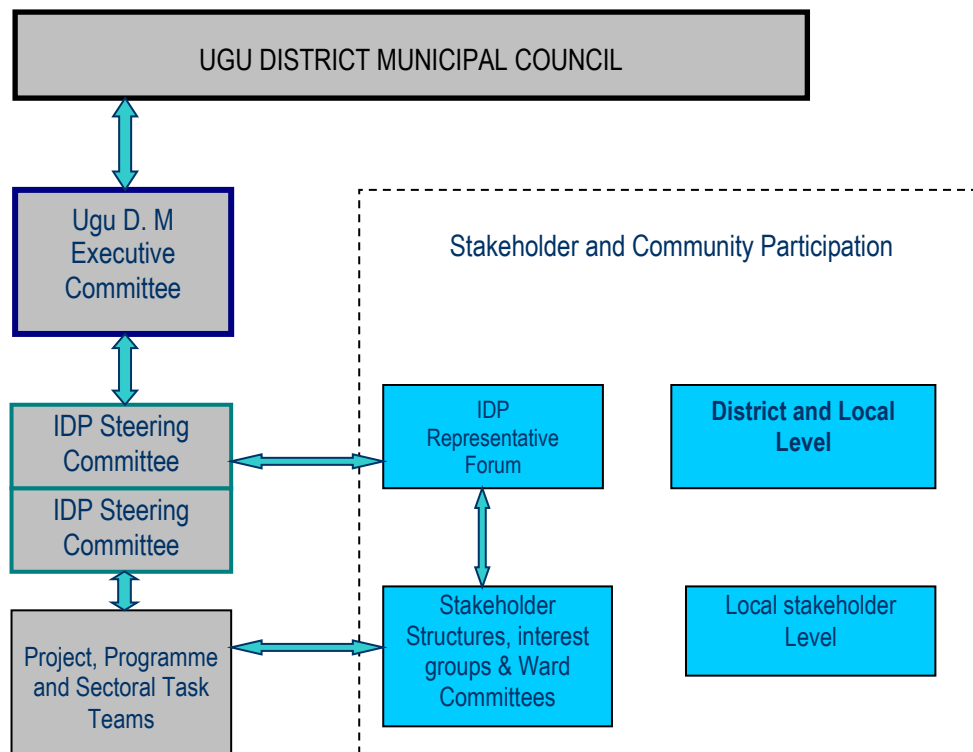 UGU DISTRICT MUNICIPAL COUNCIL
Ugu D. M
Executive
Committee
Stakeholder and Community Participation
IDP Steering
Committee
IDP
Representative
Forum
District and Local
Level
IDP Steering
Committee
Project, Programme
and Sectoral Task
Teams
Stakeholder
Structures, interest
groups & Ward
Committees
Local stakeholder
Level